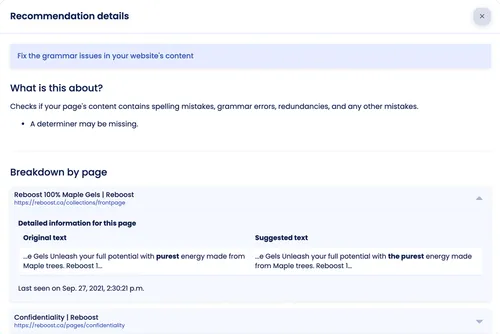 Recommendation details
×
Fix the grammar issues in your website's content
What is this about?
Checks if your page's content contains spelling mistakes, grammar errors, redundancies, and any other mistakes.
• A determiner may be missing.
Breakdown by page
Reboost 100% Maple Gels | Reboost
https://reboost.ca/collections/frontpage
Detailed information for this page
Original text
Suggested text
...e Gels Unleash your full potential with purest energy made from
Maple trees. Reboost 1...
...e Gels Unleash your full potential with the purest energy made
from Maple trees. Reboost 1...
Last seen on Sep. 27, 2021, 2:30:21 p.m.
Confidentiality | Reboost
https://reboost.ca/pages/confidentiality